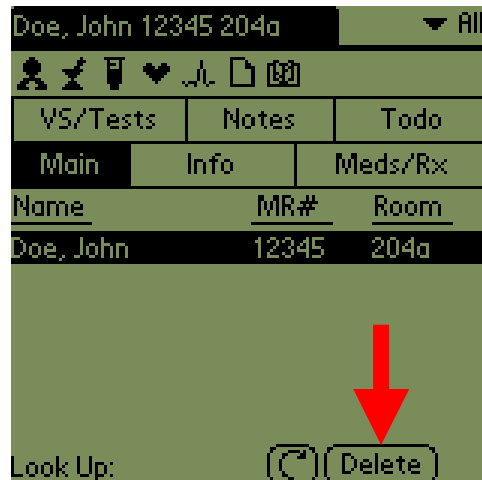 Doe, John 12345 204a All
VS/Tests Notes Todo
Main Info Meds/Rx
Name MR# Room
Doe, John 12345 204a
Look Up: Delete